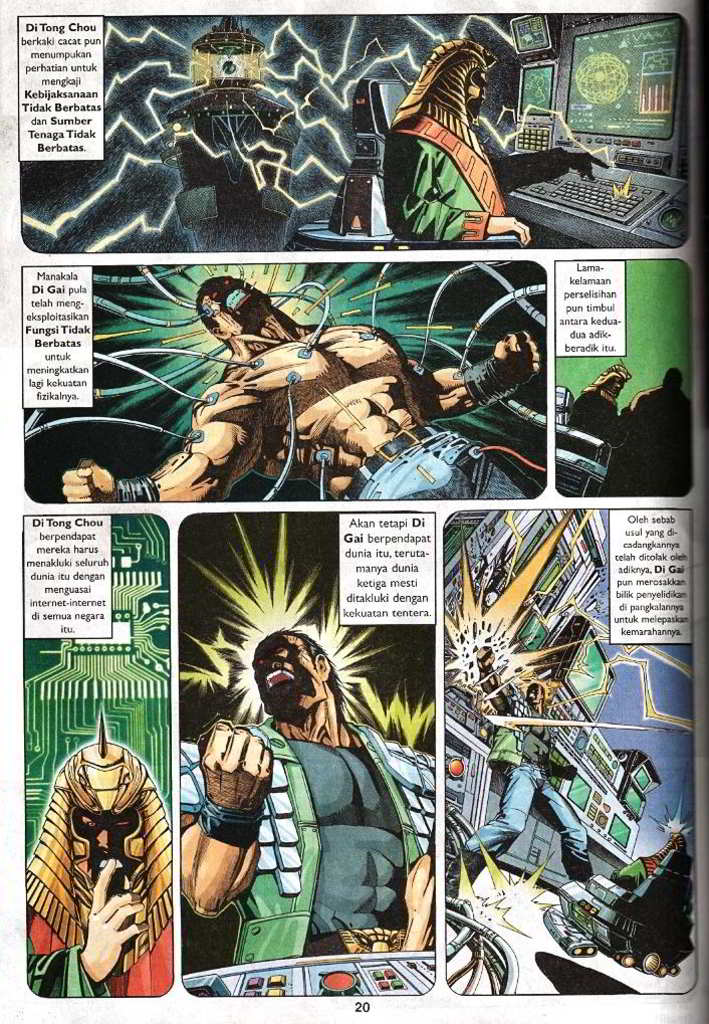 Di Tong Chou
berkaki cacat pun
menumpukan
perhatian untuk
mengkaji
Kebijaksanaan
Tidak Berbatas
dan Sumber
Tenaga Tidak
Berbatas.
Manakala
Di Gai pula
telah meng-
eksploitasikan
Fungsi Tidak
Berbatas
untuk
meningkatkan
lagi kekuatan
fizikalnya.
Lama-
kelamaan
perselisihan
pun timbul
antara kedua-
dua adik-
beradik itu.
Di Tong Chou
berpendapat
mereka harus
menakluki seluruh
dunia itu dengan
menguasai
internet-internet
di semua negara
itu.
Akan tetapi Di
Gai berpendapat
dunia itu, teruta-
manya dunia
ketiga mesti
ditakluki dengan
kekuatan tentera.
Oleh sebab
usul yang di-
cadangkannya
telah ditolak oleh
adiknya, Di Gai
pun merosakkan
bilik penyelidikan
di pangkalannya
untuk melepaskan
kemarahannya.
20